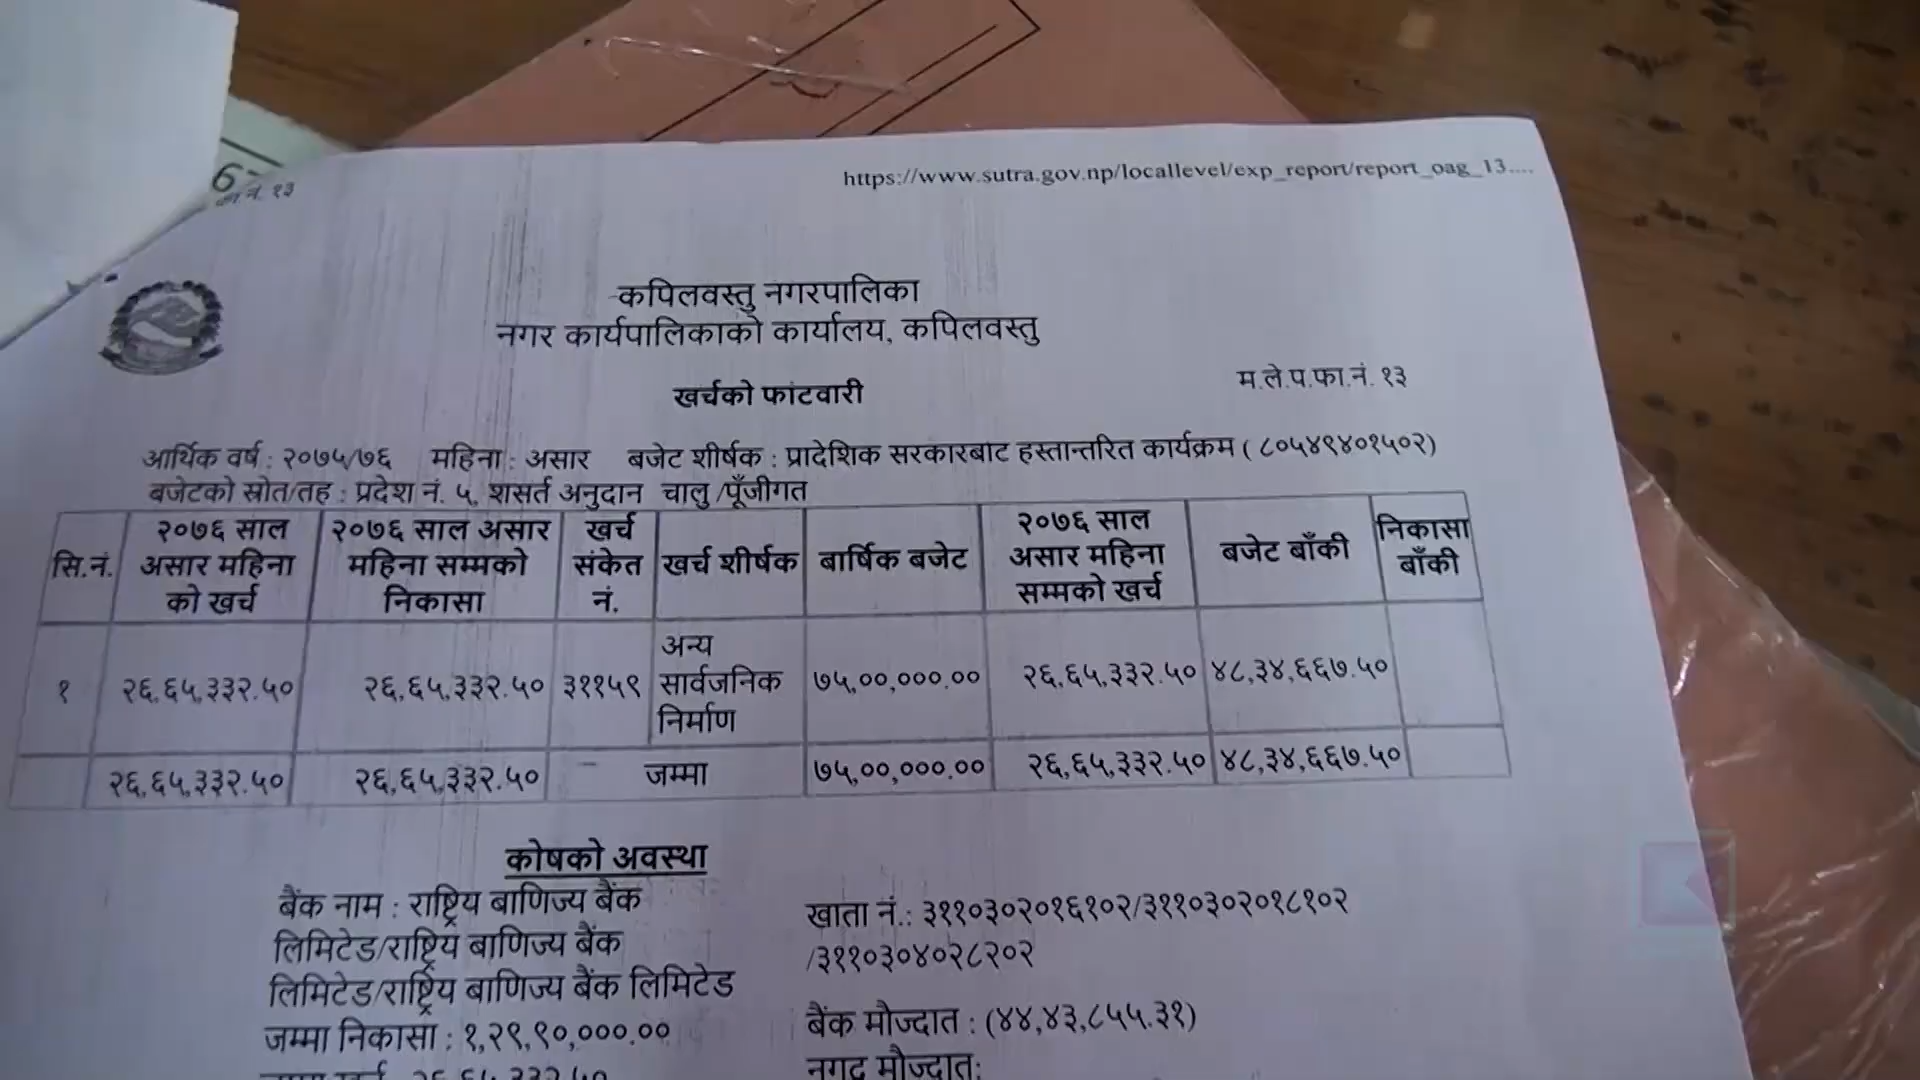 6
फा.नं. १३
https://www.sutra.gov.np/locallevel/exp_report/report_oag_13....
कपिलवस्तु नगरपालिका
नगर कार्यपालिकाको कार्यालय, कपिलवस्तु
खर्चको फांटवारी
म.ले.प.फा.नं. १३
आर्थिक वर्ष : २०७५/७६ महिना : असार बजेट शीर्षक : प्रादेशिक सरकारबाट हस्तान्तरित कार्यक्रम ( ८०५४९४०१५०२)
बजेटको स्रोत/तह : प्रदेश नं. ५, शसर्त अनुदान चालु /पूँजीगत
सि.नं. २०७६ साल असार महिना को खर्च २०७६ साल असार महिना सम्मको निकासा खर्च संकेत नं. खर्च शीर्षक बार्षिक बजेट २०७६ साल असार महिना सम्मको खर्च बजेट बाँकी निकासा बाँकी
१ २६,६५,३३२.५० २६,६५,३३२.५० ३११५९ अन्य सार्वजनिक निर्माण ७५,००,०००.०० २६,६५,३३२.५० ४८,३४,६६७.५०
२६,६५,३३२.५० २६,६५,३३२.५० जम्मा ७५,००,०००.०० २६,६५,३३२.५० ४८,३४,६६७.५०
कोषको अवस्था
बैंक नाम : राष्ट्रिय बाणिज्य बैंक
लिमिटेड/राष्ट्रिय बाणिज्य बैंक
लिमिटेड/राष्ट्रिय बाणिज्य बैंक लिमिटेड
जम्मा निकासा : १,२९,९०,०००.००
खाता नं.: ३११०३०२०१६१०२/३११०३०२०१८१०२
/३११०३०४०२८२०२
बैंक मौज्दात : (४४,४३,८५५.३१)
नगद मौज्दात: